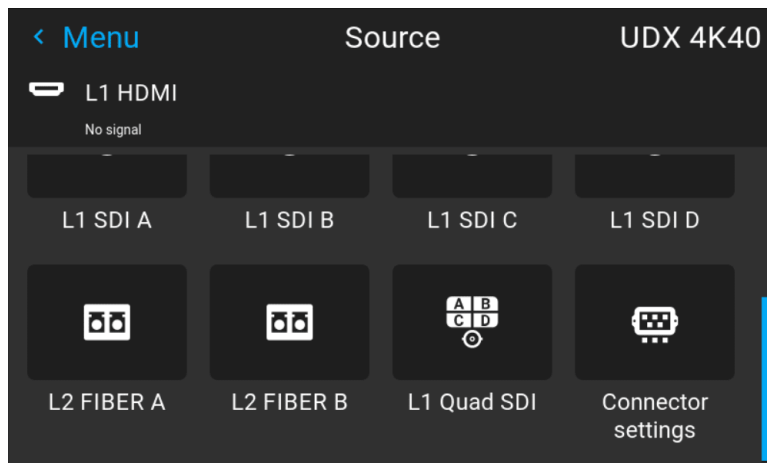 Menu Source UDX 4K40
L1 HDMI
No signal
L1 SDI A L1 SDI B L1 SDI C L1 SDI D
A B
C D
L2 FIBER A L2 FIBER B L1 Quad SDI Connector
settings